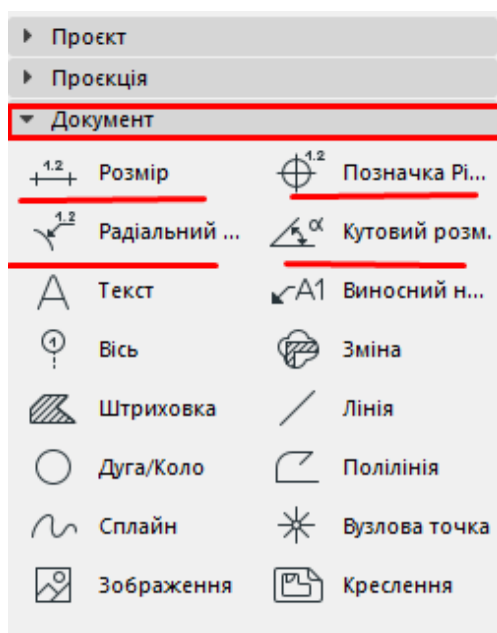 Проєкт
Проєкція
Документ
1.2 Розмір
1.2 Позначка Рі...
1.2 Радіальний ...
α Кутовий розм.
A Текст
A1 Виносний н...
1 Вісь
Зміна
Штриховка
Лінія
Дуга/Коло
Полілінія
Сплайн
Вузлова точка
Зображення
Креслення